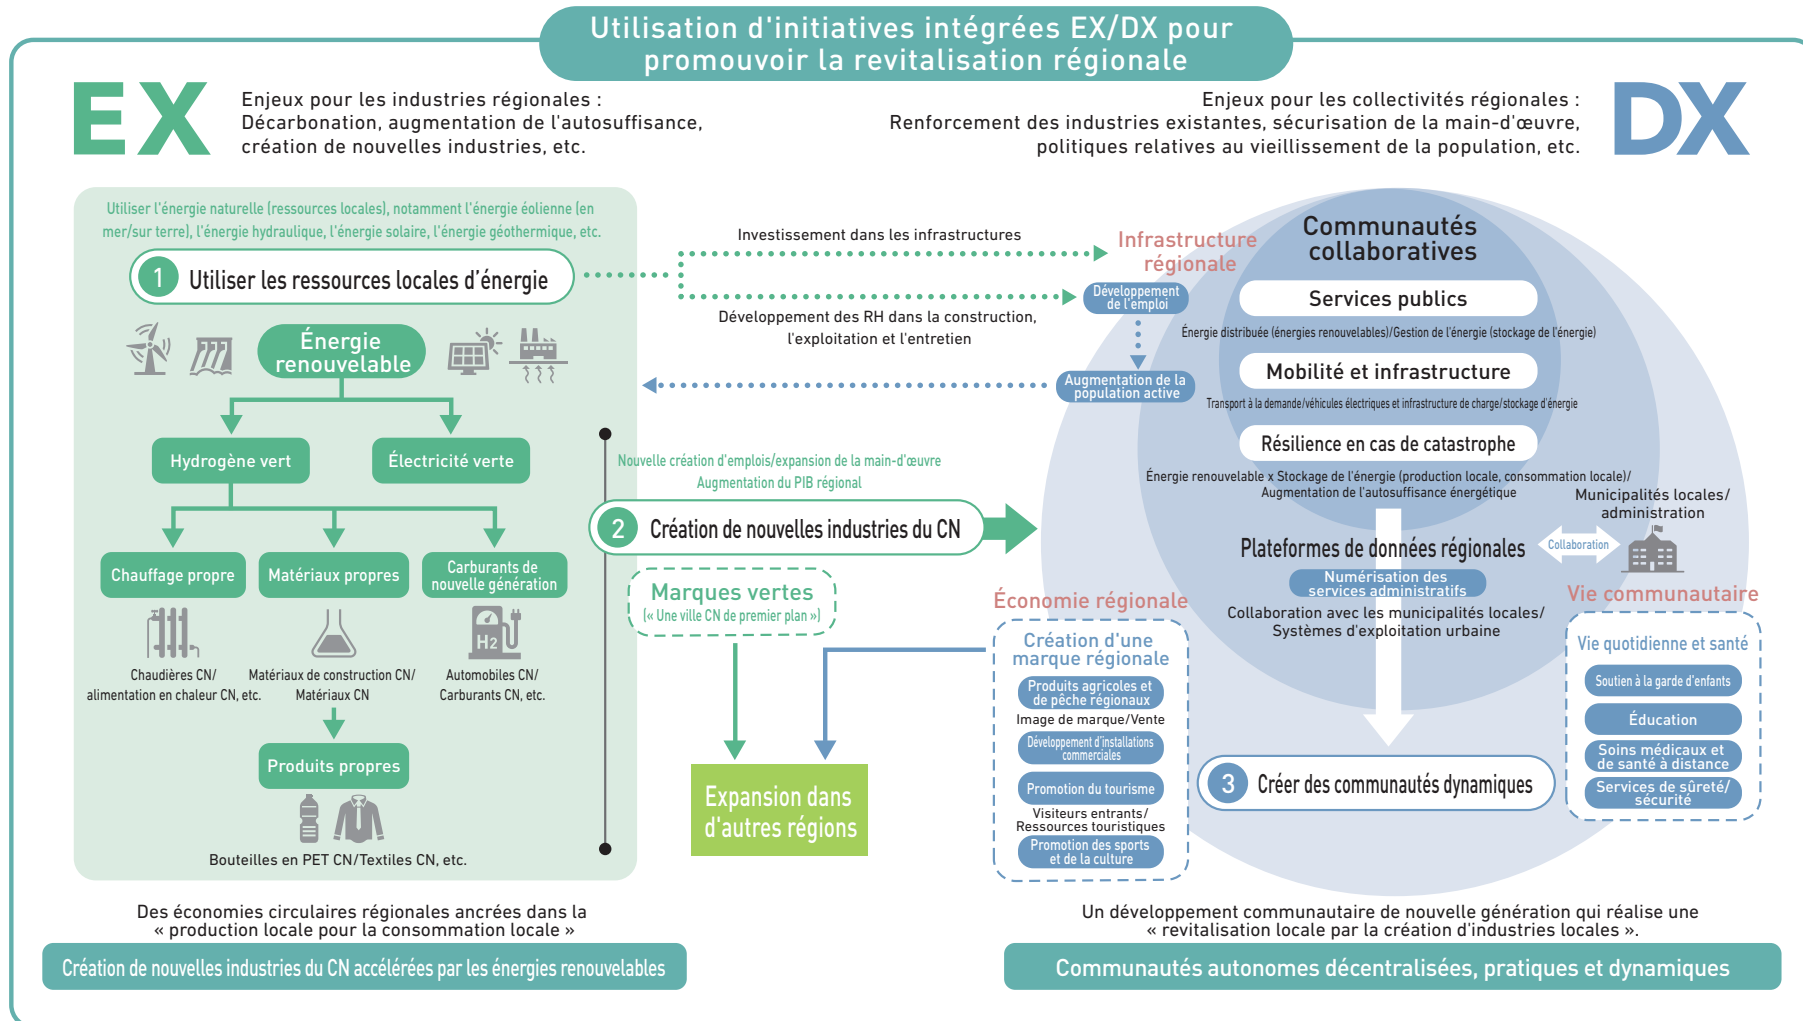 Utilisation d'initiatives intégrées EX/DX pour
promouvoir la revitalisation régionale
EX
Enjeux pour les industries régionales :
Décarbonation, augmentation de l'autosuffisance,
création de nouvelles industries, etc.
Enjeux pour les collectivités régionales :
Renforcement des industries existantes, sécurisation de la main-d'œuvre,
politiques relatives au vieillissement de la population, etc.
DX
Utiliser l'énergie naturelle (ressources locales), notamment l'énergie éolienne (en
mer/sur terre), l'énergie hydraulique, l'énergie solaire, l'énergie géothermique, etc.
1 Utiliser les ressources locales d'énergie
Énergie
renouvelable
Hydrogène vert
Électricité verte
Chauffage propre
Matériaux propres
Carburants de
nouvelle génération
H2
Chaudières CN/
alimentation en chaleur CN, etc.
Matériaux de construction CN/
Matériaux CN
Automobiles CN/
Carburants CN, etc.
Produits propres
Bouteilles en PET CN/Textiles CN, etc.
Investissement dans les infrastructures
Développement des RH dans la construction,
l'exploitation et l'entretien
Infrastructure
régionale
Développement
de l'emploi
Augmentation de la
population active
Nouvelle création d'emplois/expansion de la main-d'œuvre
Augmentation du PIB régional
2 Création de nouvelles industries du CN
Marques vertes
(« Une ville CN de premier plan »)
Expansion dans
d'autres régions
Économie régionale
Création d'une
marque régionale
Produits agricoles et
de pêche régionaux
Image de marque/Vente
Développement d'installations
commerciales
Promotion du tourisme
Visiteurs entrants/
Ressources touristiques
Promotion des sports
et de la culture
Communautés
collaboratives
Services publics
Énergie distribuée (énergies renouvelables)/Gestion de l'énergie (stockage de l'énergie)
Mobilité et infrastructure
Transport à la demande/véhicules électriques et infrastructure de charge/stockage d'énergie
Résilience en cas de catastrophe
Énergie renouvelable x Stockage de l'énergie (production locale, consommation locale)/
Augmentation de l'autosuffisance énergétique
Municipalités locales/
administration
Plateformes de données régionales
Collaboration
Numérisation des
services administratifs
Collaboration avec les municipalités locales/
Systèmes d'exploitation urbaine
3 Créer des communautés dynamiques
Vie communautaire
Vie quotidienne et santé
Soutien à la garde d'enfants
Éducation
Soins médicaux et
de santé à distance
Services de sûreté/
sécurité
Des économies circulaires régionales ancrées dans la
« production locale pour la consommation locale »
Création de nouvelles industries du CN accélérées par les énergies renouvelables
Un développement communautaire de nouvelle génération qui réalise une
« revitalisation locale par la création d'industries locales ».
Communautés autonomes décentralisées, pratiques et dynamiques